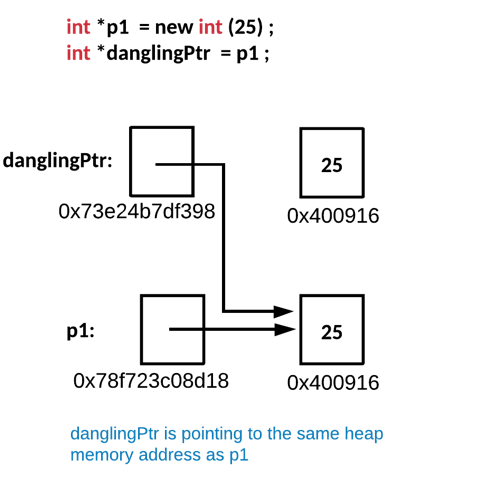 int *p1 = new int (25) ;
int *danglingPtr = p1 ;
danglingPtr:
25
0x73e24b7df398
0x400916
p1:
25
0x78f723c08d18
0x400916
danglingPtr is pointing to the same heap
memory address as p1